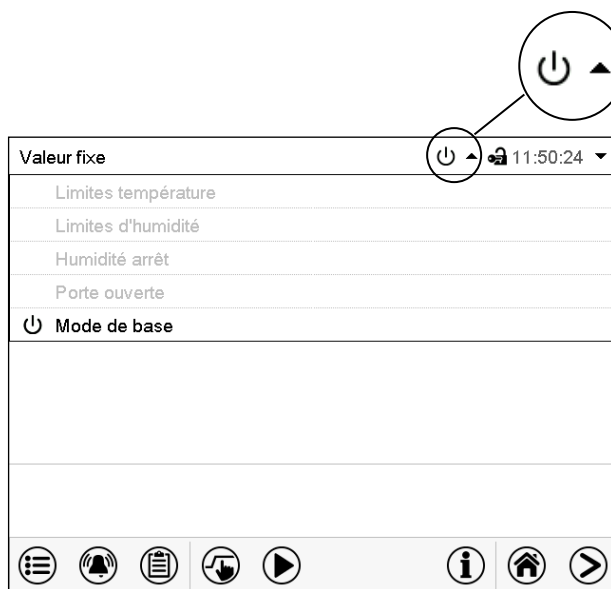 Valeur fixe 11:50:24
Limites température
Limites d'humidité
Humidité arrêt
Porte ouverte
Mode de base